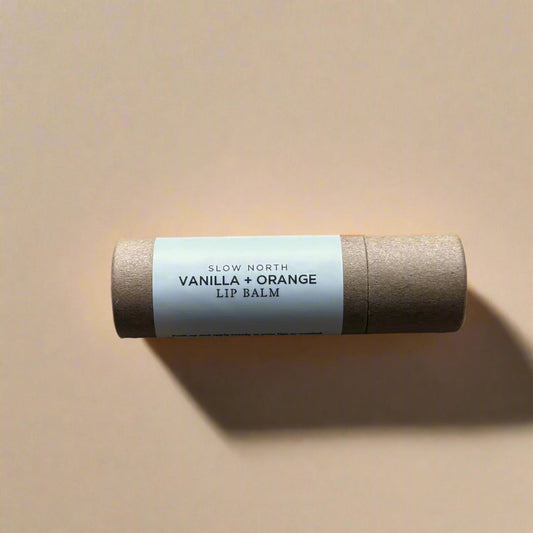 SLOW NORTH
VANILLA + ORANGE
LIP BALM